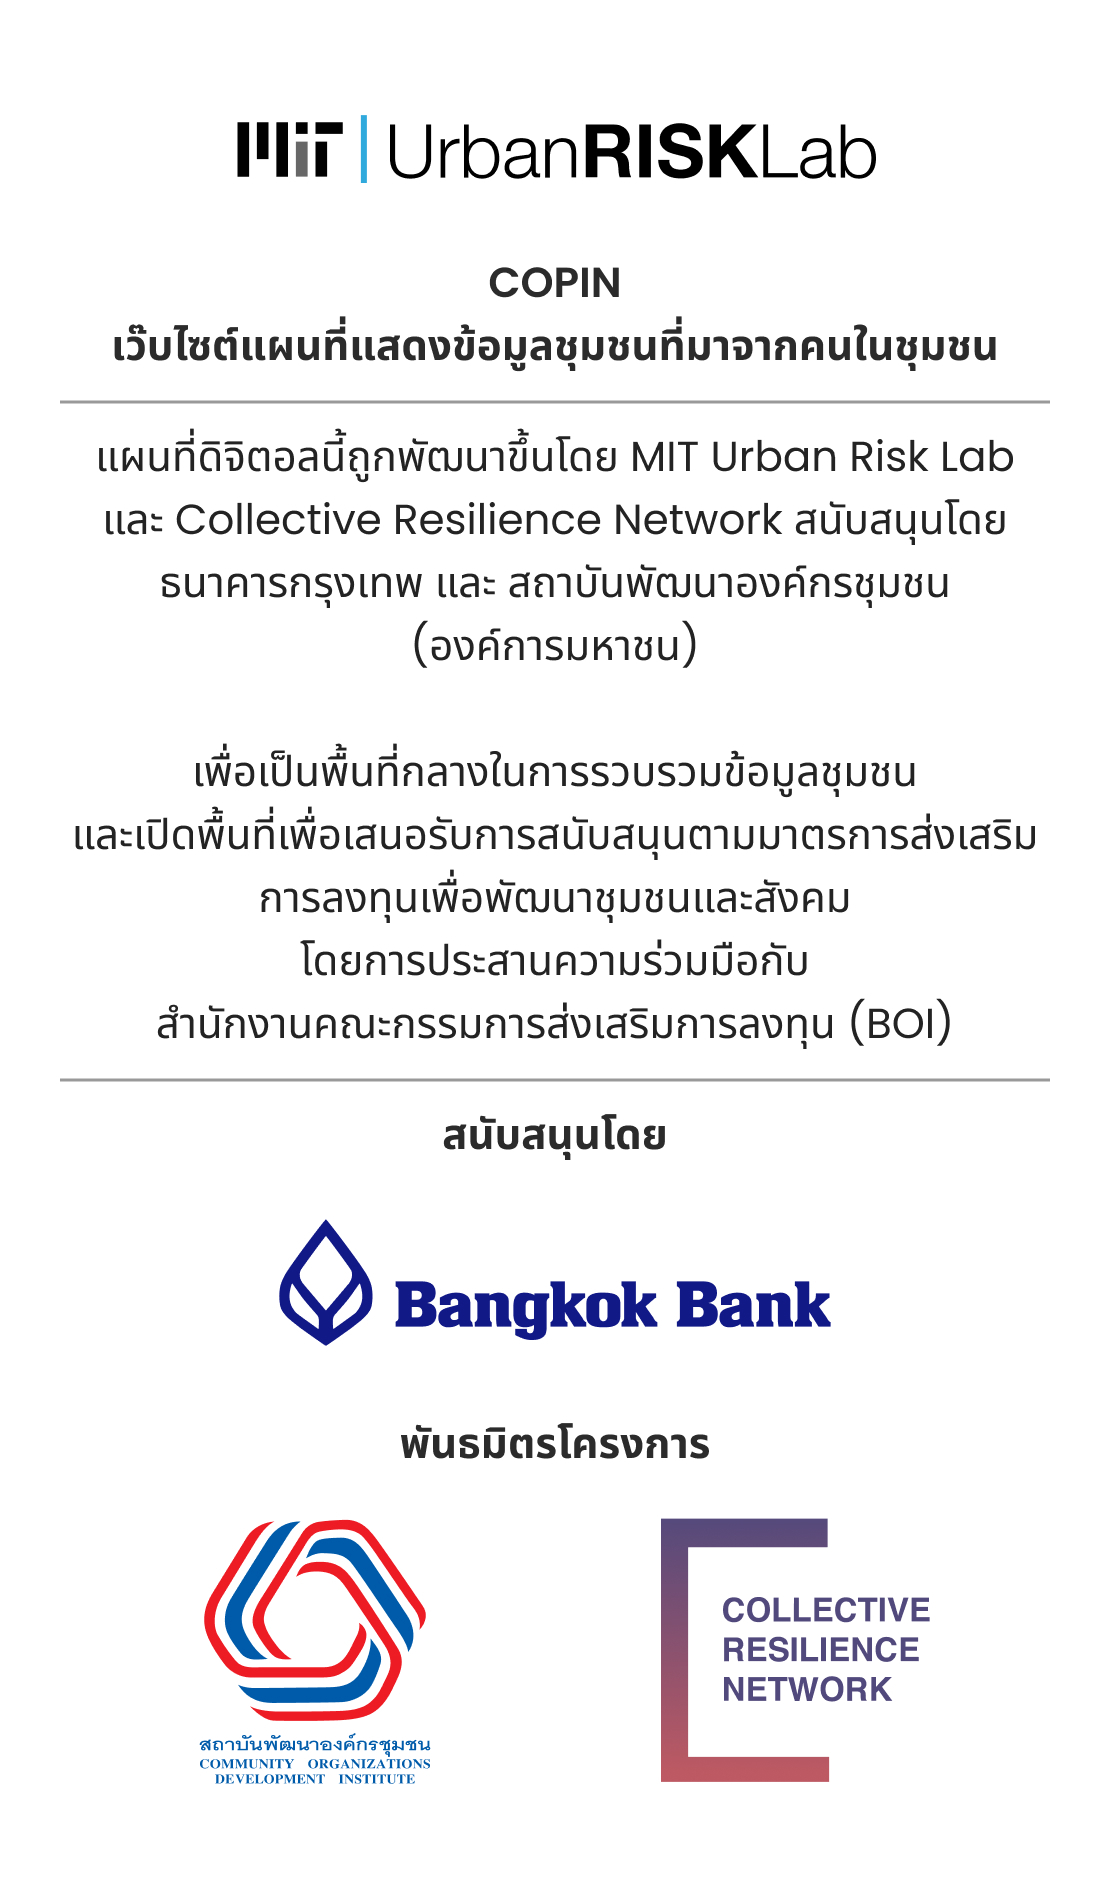 MIT UrbanRISKLab
COPIN
เว็บไซต์แผนที่แสดงข้อมูลชุมชนที่มาจากคนในชุมชน
แผนที่ดิจิตอลนี้ถูกพัฒนาขึ้นโดย MIT Urban Risk Lab
และ Collective Resilience Network สนับสนุนโดย
ธนาคารกรุงเทพ และ สถาบันพัฒนาองค์กรชุมชน
(องค์การมหาชน)
เพื่อเป็นพื้นที่กลางในการรวบรวมข้อมูลชุมชน
และเปิดพื้นที่เพื่อเสนอรับการสนับสนุนตามมาตรการส่งเสริม
การลงทุนเพื่อพัฒนาชุมชนและสังคม
โดยการประสานความร่วมมือกับ
สำนักงานคณะกรรมการส่งเสริมการลงทุน (BOI)
สนับสนุนโดย
Bangkok Bank
พันธมิตรโครงการ
สถาบันพัฒนาองค์กรชุมชน
COMMUNITY ORGANIZATIONS
DEVELOPMENT INSTITUTE
COLLECTIVE
RESILIENCE
NETWORK